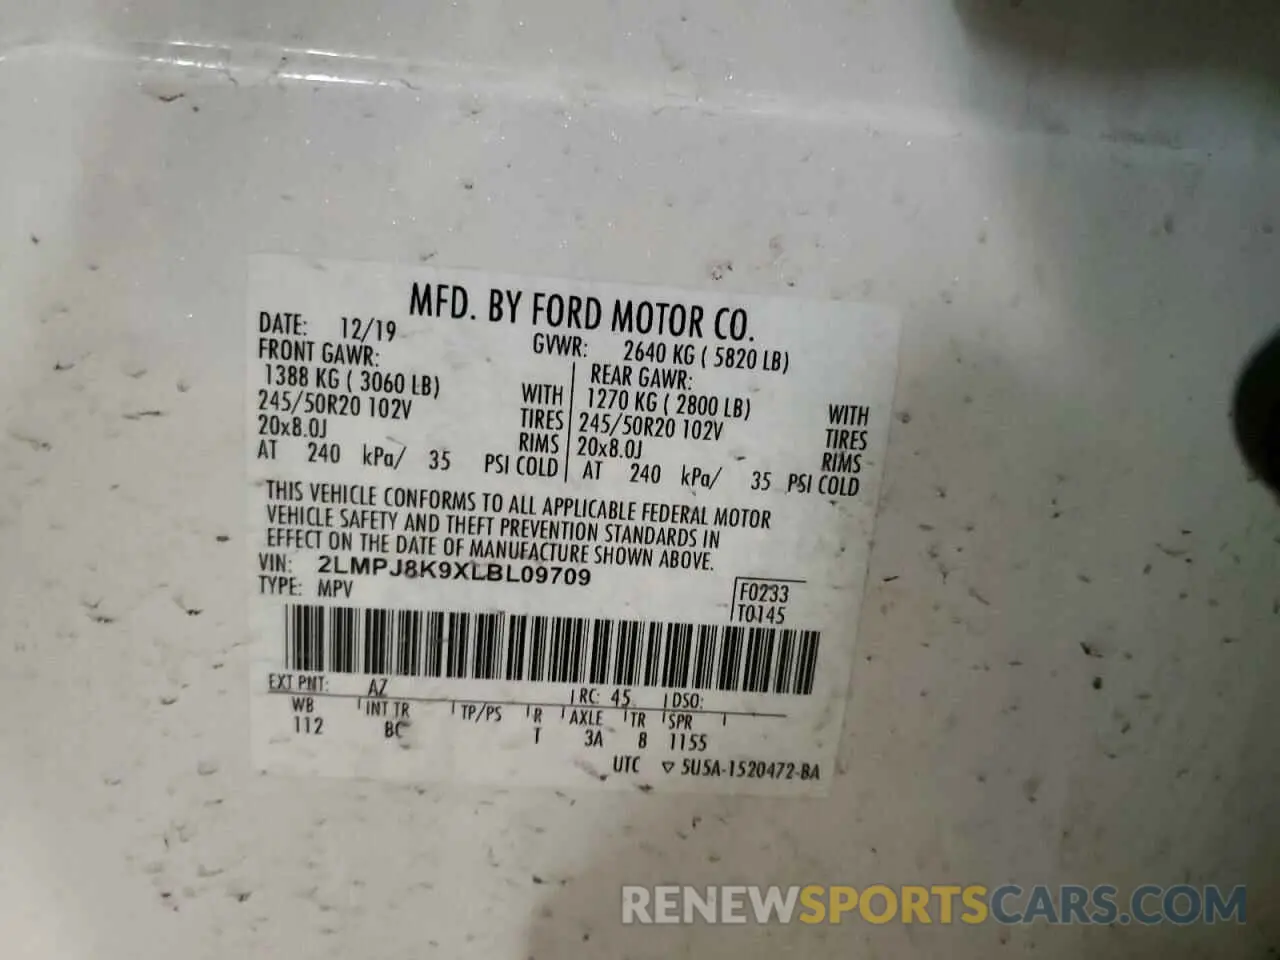 MFD. BY FORD MOTOR CO.
DATE: 12/19 GVWR: 2640 KG ( 5820 LB)
FRONT GAWR: REAR GAWR:
1388 KG ( 3060 LB) WITH 1270 KG ( 2800 LB) WITH
245/50R20 102V TIRES 245/50R20 102V TIRES
20x8.0J RIMS 20x8.0J RIMS
AT 240 kPa/ 35 PSI COLD AT 240 kPa/ 35 PSI COLD
THIS VEHICLE CONFORMS TO ALL APPLICABLE FEDERAL MOTOR
VEHICLE SAFETY AND THEFT PREVENTION STANDARDS IN
EFFECT ON THE DATE OF MANUFACTURE SHOWN ABOVE.
VIN: 2LMPJ8K9XLBL09709
TYPE: MPV
F0233
T0145
EXT PNT: AZ RC: 45 DSO:
WB INT TR TP/PS R AXLE TR SPR
112 BC T 3A 8 1155
UTC ▽ 5U5A-1520472-BA
RENEWSPORTSCARS.COM